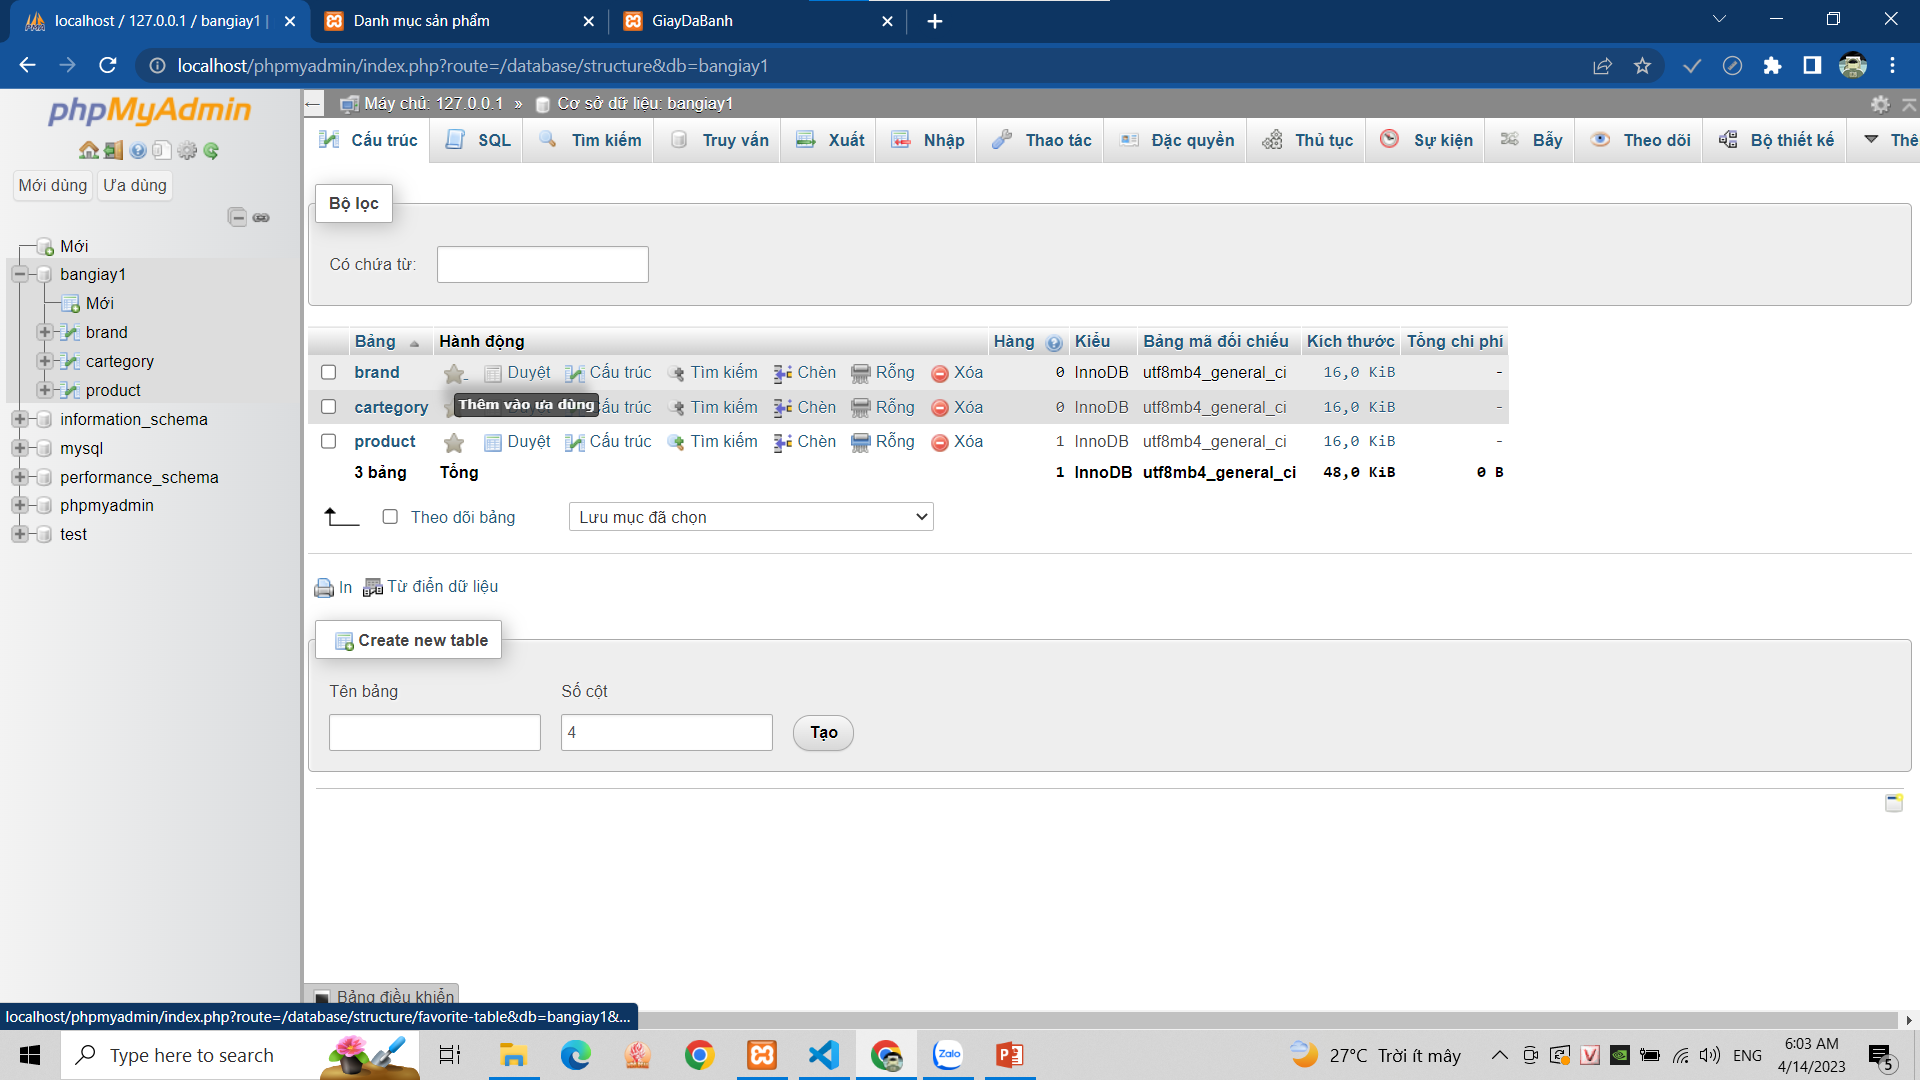 localhost / 127.0.0.1 / bangiay1 |
Danh mục sản phẩm
GiayDaBanh
localhost/phpmyadmin/index.php?route=/database/structure&db=bangiay1
phpMyAdmin
Mới dùng
Ưa dùng
Mới
bangiay1
Mới
brand
cartegory
product
information_schema
mysql
performance_schema
phpmyadmin
test
Máy chủ: 127.0.0.1 » Cơ sở dữ liệu: bangiay1
Cấu trúc SQL Tìm kiếm Truy vấn Xuất Nhập Thao tác Đặc quyền Thủ tục Sự kiện Bẫy Theo dõi Bộ thiết kế Thê
Bộ lọc
Có chứa từ:
Bảng Hành động Hàng Kiểu Bảng mã đối chiếu Kích thước Tổng chi phí
brand Duyệt Cấu trúc Tìm kiếm Chèn Rỗng Xóa 0 InnoDB utf8mb4_general_ci 16,0 KiB -
cartegory Thêm vào ưa dùng ấu trúc Tìm kiếm Chèn Rỗng Xóa 0 InnoDB utf8mb4_general_ci 16,0 KiB -
product Duyệt Cấu trúc Tìm kiếm Chèn Rỗng Xóa 1 InnoDB utf8mb4_general_ci 16,0 KiB -
3 bảng Tổng 1 InnoDB utf8mb4_general_ci 48,0 KiB 0 B
Theo dõi bảng Lưu mục đã chọn
In Từ điển dữ liệu
Create new table
Tên bảng Số cột
4 Tạo
Bảng điều khiển
localhost/phpmyadmin/index.php?route=/database/structure/favorite-table&db=bangiay1&...
Type here to search
Zalo
27°C Trời ít mây
ENG
6:03 AM
4/14/2023
5